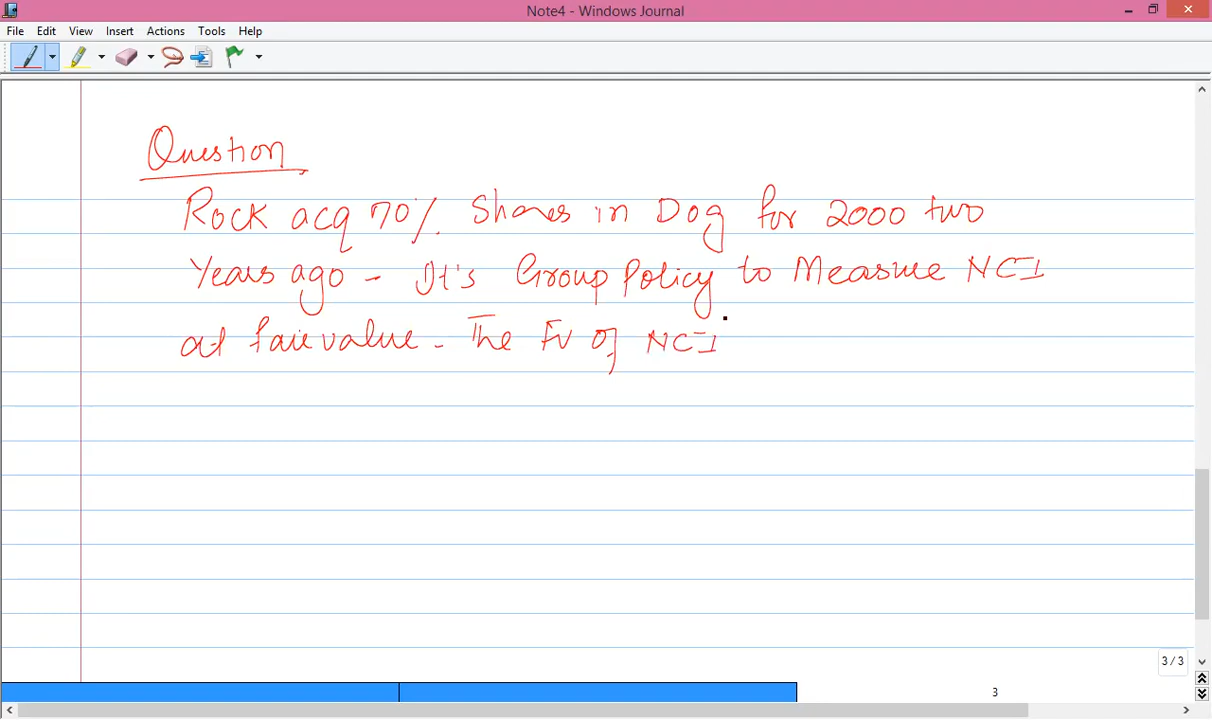 Note4 - Windows Journal
File Edit View Insert Actions Tools Help
Question
Rock acq 70% Shares in Dog for 2000 two
Years ago - It's Group Policy to Measure NCI
at fair value - The FV of NCI
3 / 3
3